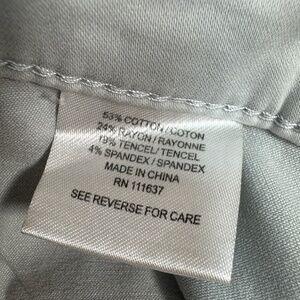 53% COTTON/COTON
24% RAYON/RAYONNE
19% TENCEL/TENCEL
4% SPANDEX/SPANDEX
MADE IN CHINA
RN 111637
SEE REVERSE FOR CARE